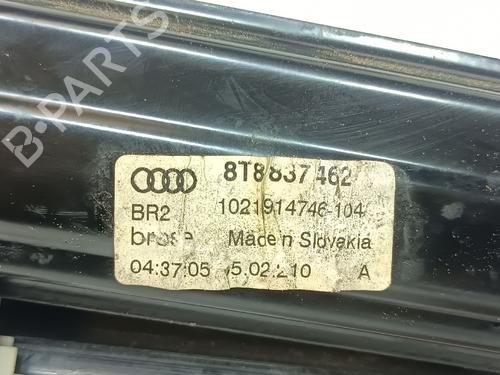 B-PARTS
8T8837462
BR2 1021914746-104
brose Made in Slovakia
04:37:05 A